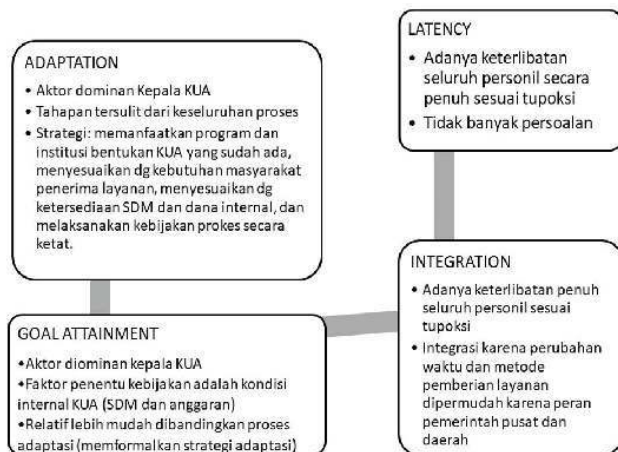 ADAPTATION
• Aktor dominan Kepala KUA
• Tahapan tersulit dari keseluruhan proses
• Strategi: memanfaatkan program dan
institusi bentukan KUA yang sudah ada,
menyesuaikan dg kebutuhan masyarakat
penerima layanan, menyesuaikan dg
ketersediaan SDM dan dana internal, dan
melaksanakan kebijakan prokes secara
ketat.
GOAL ATTAINMENT
•Aktor diominan kepala KUA
•Faktor penentu kebijakan adalah kondisi
internal KUA (SDM dan anggaran)
•Relatif lebih mudah dibandingkan proses
adaptasi (memformalkan strategi adaptasi)
LATENCY
• Adanya keterlibatan
seluruh personil secara
penuh sesuai tupoksi
• Tidak banyak persoalan
INTEGRATION
• Adanya keterlibatan penuh
seluruh personil sesuai
tupoksi
• Integrasi karena perubahan
waktu dan metode
pemberian layanan
dipermudah karena peran
pemerintah pusat dan
daerah